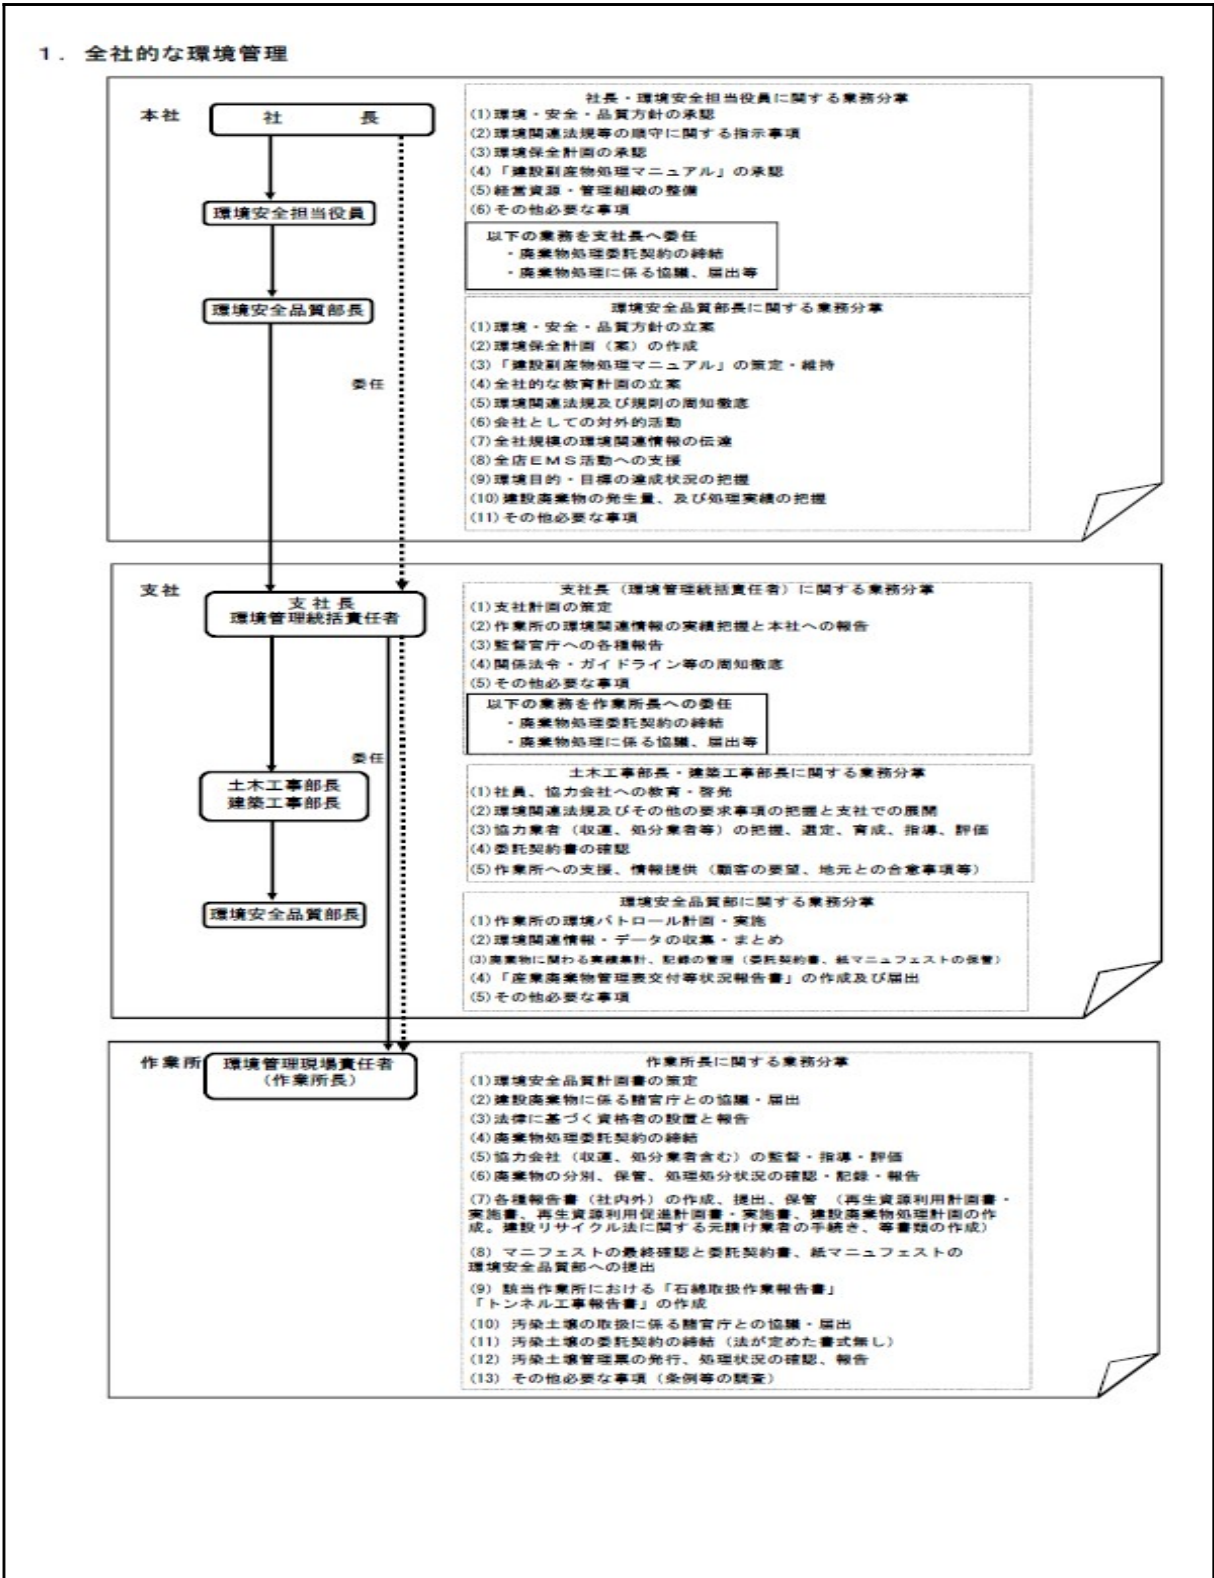 1．全社的な環境管理
本社
社　　　長
環境安全担当役員
環境安全品質部長
委任
社長・環境安全担当役員に関する業務分掌
(1)環境・安全・品質方針の承認
(2)環境関連法規等の順守に関する指示事項
(3)環境保全計画の承認
(4)「建設副産物処理マニュアル」の承認
(5)経営資源・管理組織の整備
(6)その他必要な事項
以下の業務を支社長へ委任
・廃棄物処理委託契約の締結
・廃棄物処理に係る協議、届出等
環境安全品質部長に関する業務分掌
(1)環境・安全・品質方針の立案
(2)環境保全計画（案）の作成
(3)「建設副産物処理マニュアル」の策定・維持
(4)全社的な教育計画の立案
(5)環境関連法規及び規則の周知徹底
(6)会社としての対外的活動
(7)全社規模の環境関連情報の伝達
(8)全店ＥＭＳ活動への支援
(9)環境目的・目標の達成状況の把握
(10)建設廃棄物の発生量、及び処理実績の把握
(11)その他必要な事項
支社
支 社 長
環境管理統括責任者
委任
土木工事部長
建築工事部長
環境安全品質部長
支社長（環境管理統括責任者）に関する業務分掌
(1)支社計画の策定
(2)作業所の環境関連情報の実績把握と本社への報告
(3)監督官庁への各種報告
(4)関係法令・ガイドライン等の周知徹底
(5)その他必要な事項
以下の業務を作業所長への委任
・廃棄物処理委託契約の締結
・廃棄物処理に係る協議、届出等
土木工事部長・建築工事部長に関する業務分掌
(1)社員、協力会社への教育・啓発
(2)環境関連法規及びその他の要求事項の把握と支社での展開
(3)協力業者（収運、処分業者等）の把握、選定、育成、指導、評価
(4)委託契約書の確認
(5)作業所への支援、情報提供（顧客の要望、地元との合意事項等）
環境安全品質部に関する業務分掌
(1)作業所の環境パトロール計画・実施
(2)環境関連情報・データの収集・まとめ
(3)廃棄物に関わる実績集計、記録の管理（委託契約書、紙マニュフェストの保管）
(4)「産業廃棄物管理表交付等状況報告書」の作成及び届出
(5)その他必要な事項
作業所
環境管理現場責任者
（作業所長）
作業所長に関する業務分掌
(1)環境安全品質計画書の策定
(2)建設廃棄物に係る諸官庁との協議・届出
(3)法律に基づく資格者の設置と報告
(4)廃棄物処理委託契約の締結
(5)協力会社（収運、処分業者含む）の監督・指導・評価
(6)廃棄物の分別、保管、処理処分状況の確認・記録・報告
(7)各種報告書（社内外）の作成、提出、保管　（再生資源利用計画書・
実施書、再生資源利用促進計画書・実施書、建設廃棄物処理計画の作
成。建設リサイクル法に関する元請け業者の手続き、等書類の作成）
(8) マニフェストの最終確認と委託契約書、紙マニュフェストの
環境安全品質部への提出
(9) 該当作業所における「石綿取扱作業報告書」
「トンネル工事報告書」の作成
(10) 汚染土壌の取扱に係る諸官庁との協議・届出
(11) 汚染土壌の委託契約の締結（法が定めた書式無し）
(12) 汚染土壌管理票の発行、処理状況の確認、報告
(13) その他必要な事項（条例等の調査）